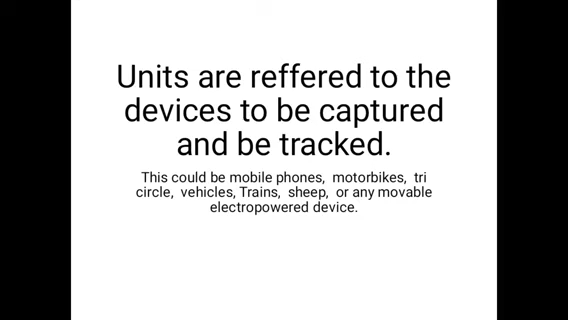 Units are reffered to the
devices to be captured
and be tracked.
This could be mobile phones, motorbikes, tri
circle, vehicles, Trains, sheep, or any movable
electropowered device.